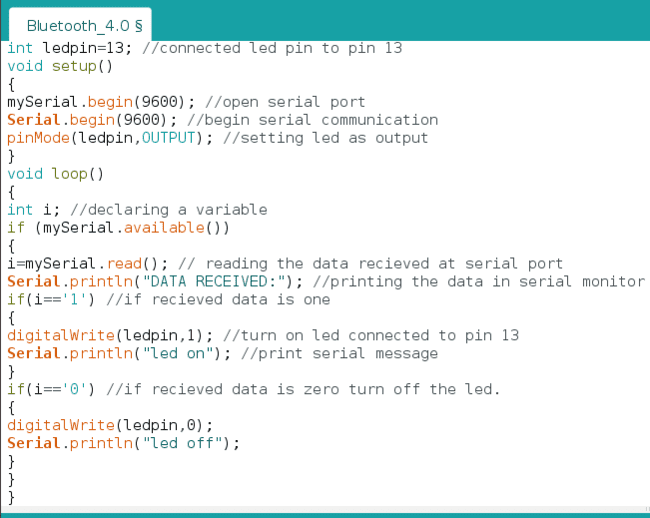 Bluetooth_4.0 §
int ledpin=13; //connected led pin to pin 13
void setup()
{
mySerial.begin(9600); //open serial port
Serial.begin(9600); //begin serial communication
pinMode(ledpin,OUTPUT); //setting led as output
}
void loop()
{
int i; //declaring a variable
if (mySerial.available())
{
i=mySerial.read(); // reading the data recieved at serial port
Serial.println("DATA RECEIVED:"); //printing the data in serial monitor
if(i=='1') //if recieved data is one
{
digitalWrite(ledpin,1); //turn on led connected to pin 13
Serial.println("led on"); //print serial message
}
if(i=='0') //if recieved data is zero turn off the led.
{
digitalWrite(ledpin,0);
Serial.println("led off");
}
}
}